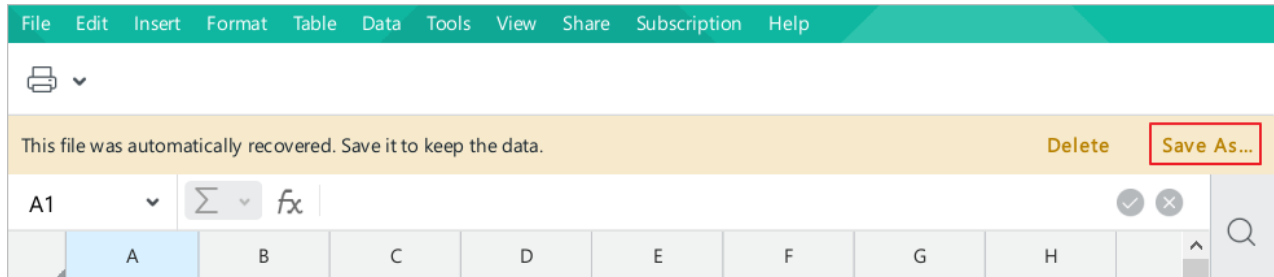 File Edit Insert Format Table Data Tools View Share Subscription Help
This file was automatically recovered. Save it to keep the data. Delete Save As...
A1 Σ fx
A B C D E F G H